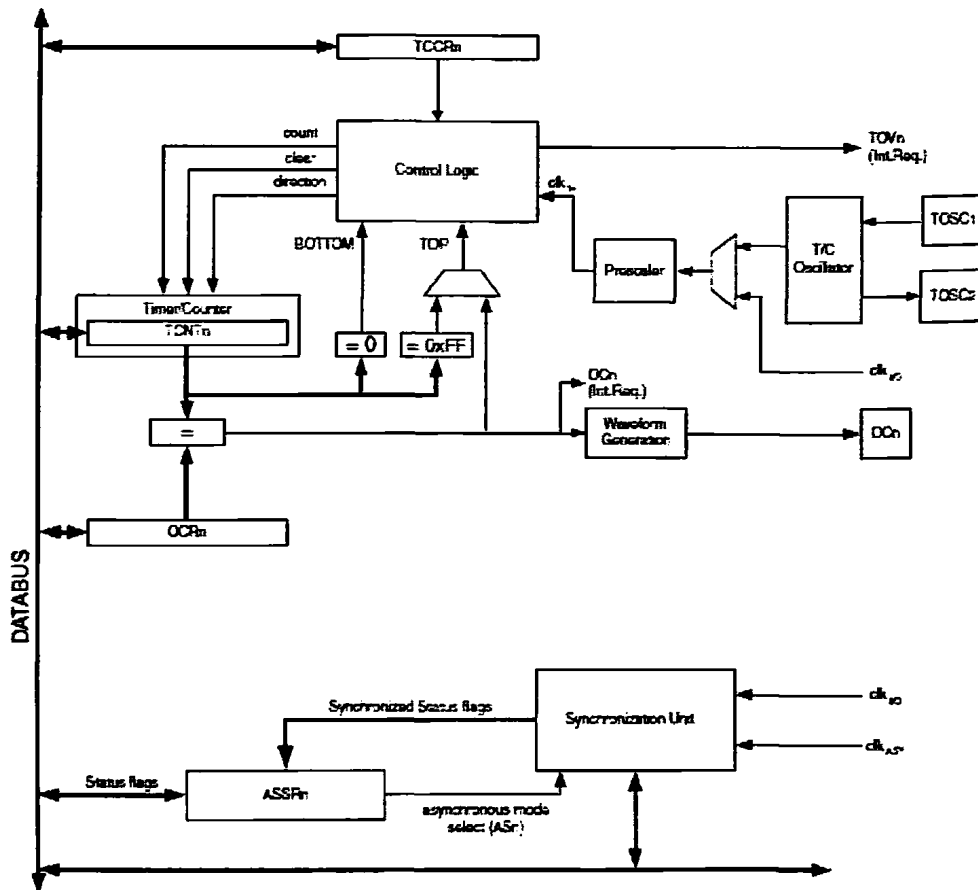 TCCRn
count
clear
direction
Control Logic
TOVn
(Int.Req.)
clkTn
BOTTOM
TOP
Prescaler
T/C
Oscillator
TOSC1
TOSC2
Timer/Counter
TCNTn
= 0
= 0xFF
clkI/O
OCn
(Int.Req.)
=
Waveform
Generation
OCn
OCRn
DATABUS
Synchronized Status flags
Synchronization Unit
clkI/O
clkASY
Status flags
ASSRn
asynchronous mode
select (ASn)